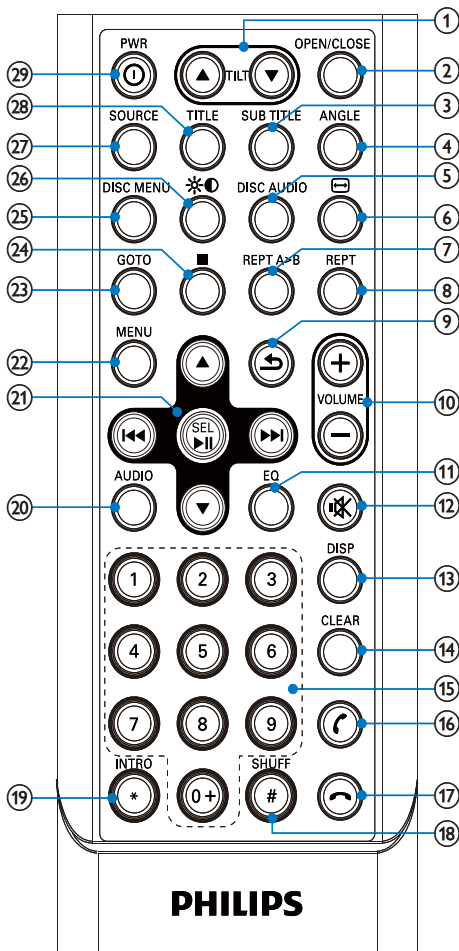 1
PWR
OPEN/CLOSE
29
TILT
2
28
3
SOURCE
TITLE
SUB TITLE
ANGLE
27
4
26
5
DISC MENU
DISC AUDIO
25
6
24
7
GOTO
REPT A>B
REPT
23
8
MENU
9
22
21
VOLUME
10
SEL
AUDIO
EQ
11
20
12
DISP
1
2
3
13
CLEAR
4
5
6
14
15
7
8
9
16
INTRO
SHUFF
19
*
0+
#
17
18
PHILIPS